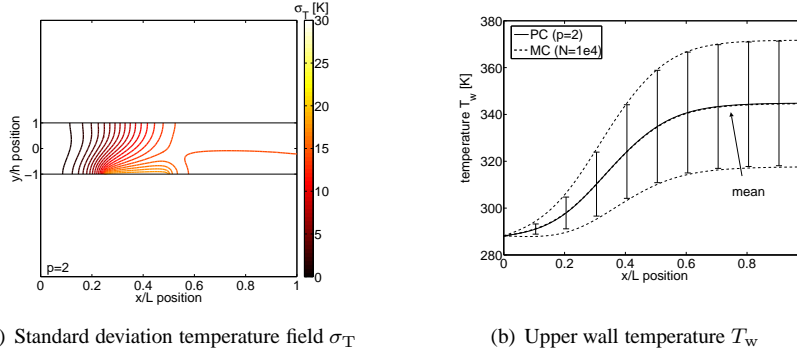 σT [K]
30
25
20
15
10
5
0
y/h position
1
0
−1
p=2
0
0.2
0.4
0.6
0.8
1
x/L position
) Standard deviation temperature field σT
380
360
340
320
300
280
temperature Tw [K]
PC (p=2)
MC (N=1e4)
mean
0
0.2
0.4
0.6
0.8
x/L position
(b) Upper wall temperature Tw